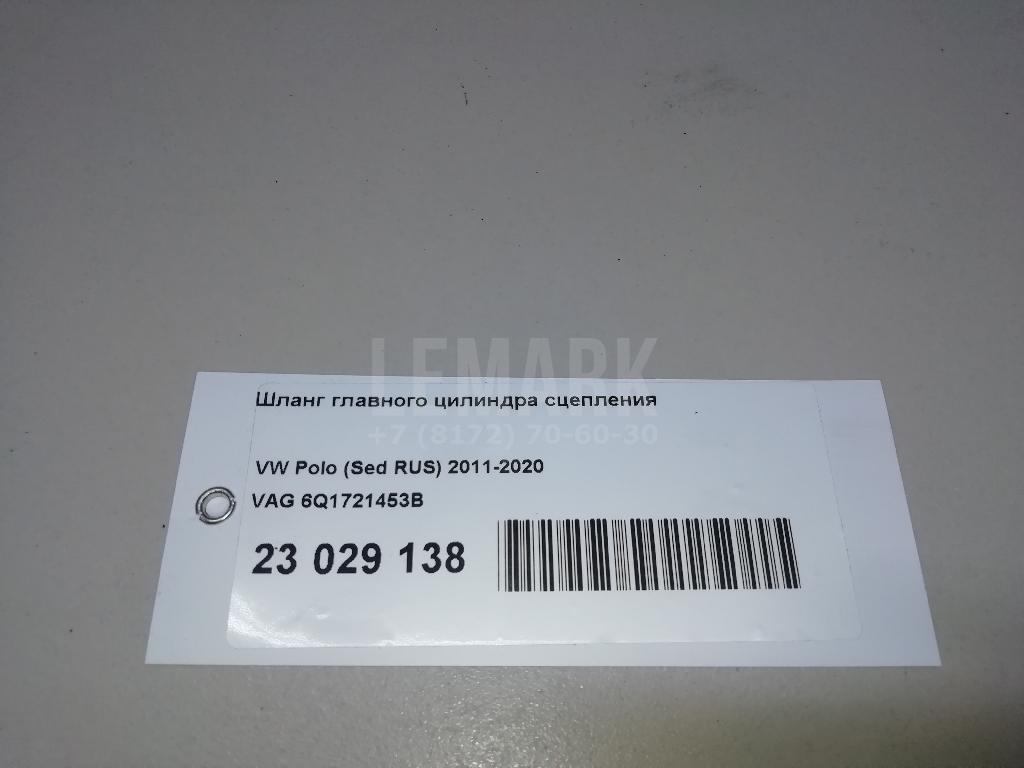 LEMARK
Шланг главного цилиндра сцепления
+7 (8172) 70-60-30
VW Polo (Sed RUS) 2011-2020
VAG 6Q1721453B
23 029 138